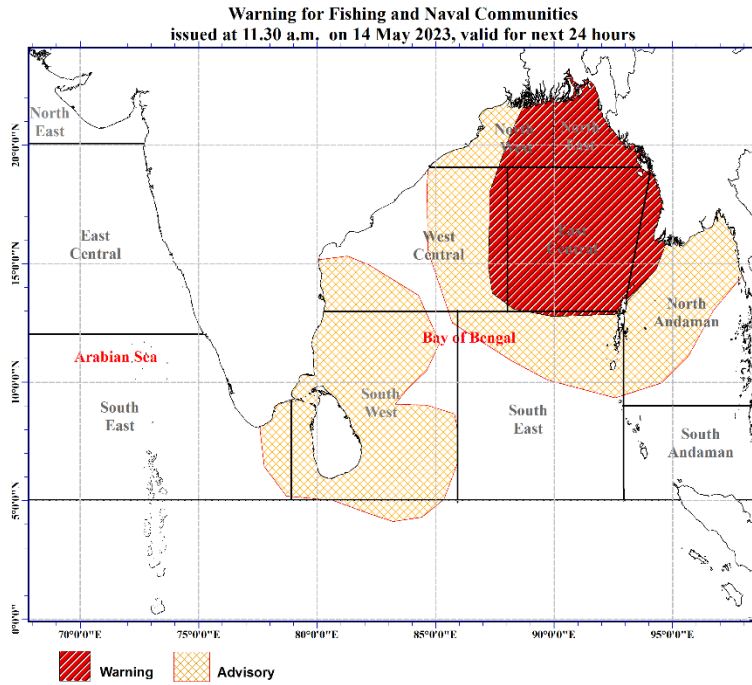 Warning for Fishing and Naval Communities
issued at 11.30 a.m. on 14 May 2023, valid for next 24 hours
North
East
North
West
North
East
20°0'0"N
East
Central
West
Central
East
Central
15°0'0"N
North
Andaman
Bay of Bengal
Arabian Sea
10°0'0"N
South
East
South
West
South
East
South
Andaman
5°0'0"N
0°0'0"
70°0'0"E
75°0'0"E
80°0'0"E
85°0'0"E
90°0'0"E
95°0'0"E
Warning
Advisory